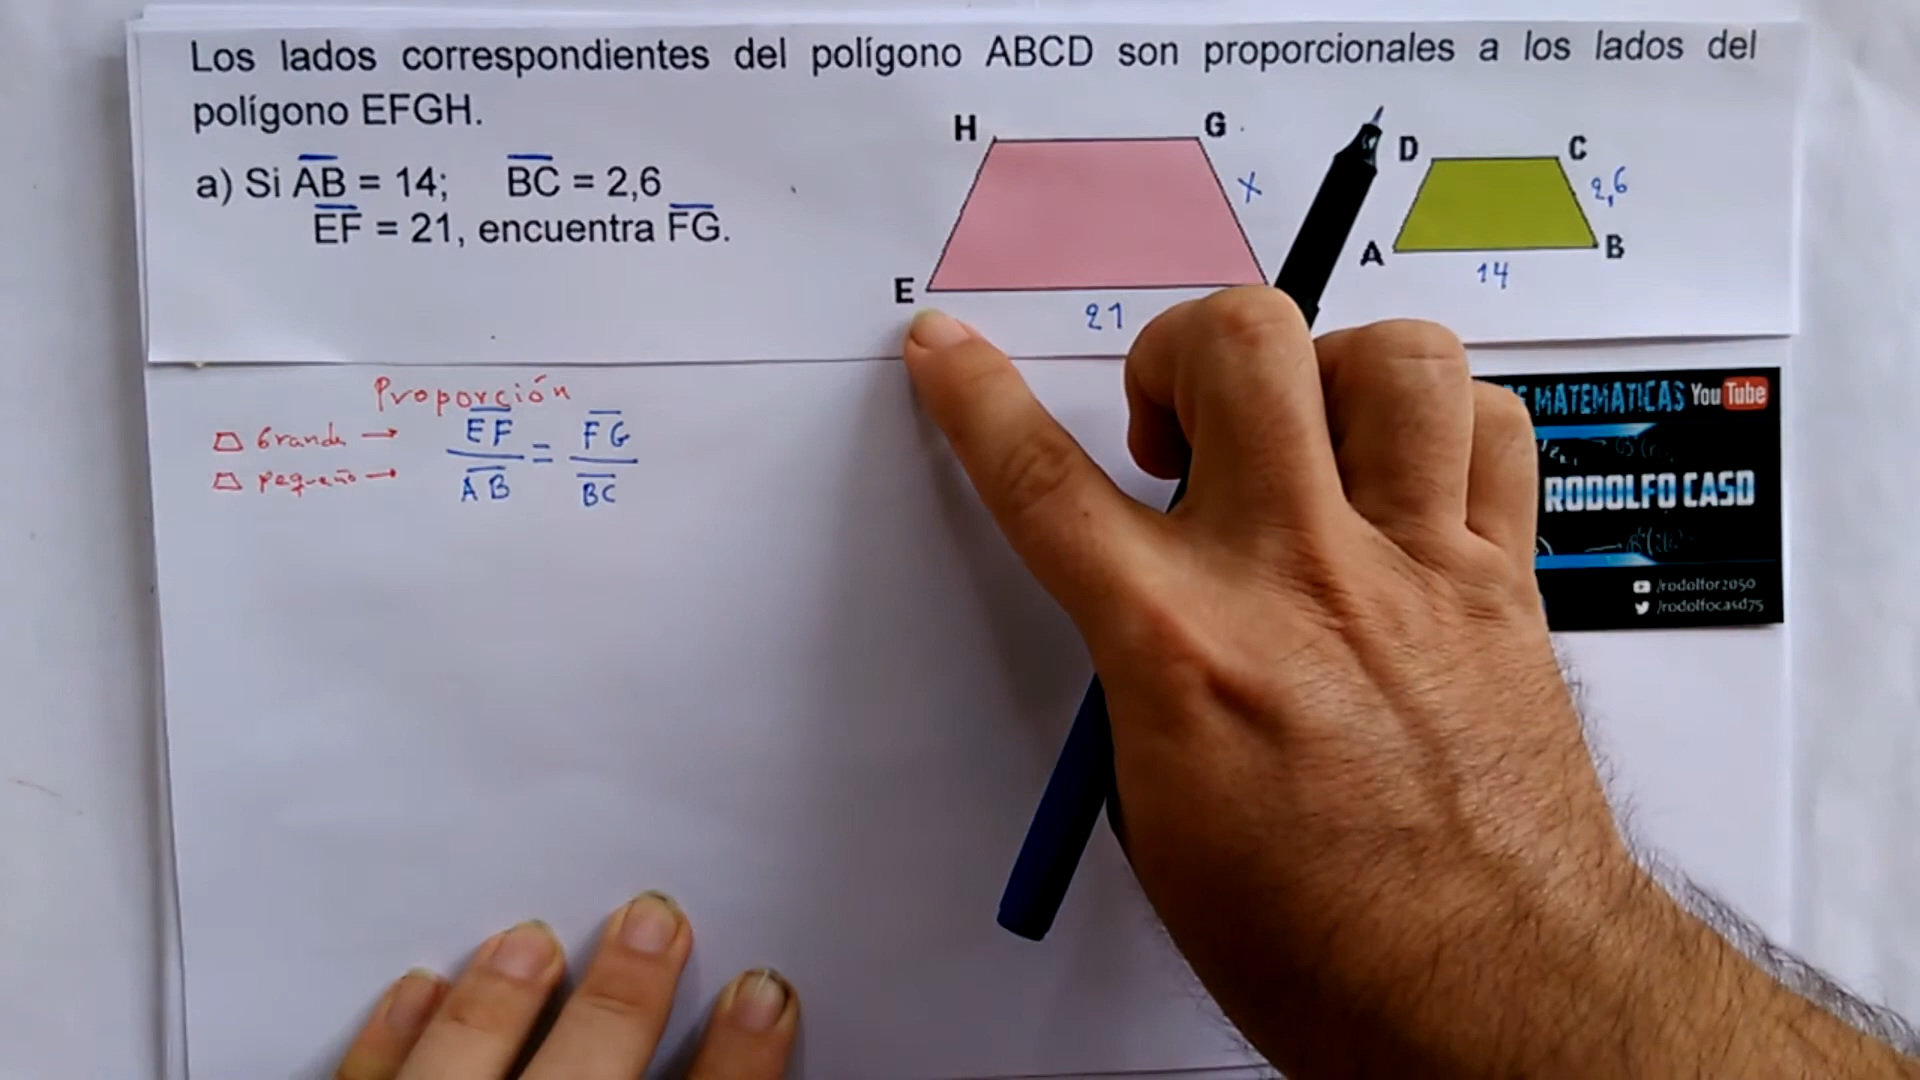 Los lados correspondientes del polígono ABCD son proporcionales a los lados del
polígono EFGH.
a) Si AB = 14; BC = 2,6
EF = 21, encuentra FG.
H
G
X
E
21
D
C
2,6
A
B
14
Proporción
Grande →
EF
=
FG
pequeño →
AB
BC
MATEMATICAS YouTube
RODOLFO CASD
/rodolfor2050
/rodolfocasd75